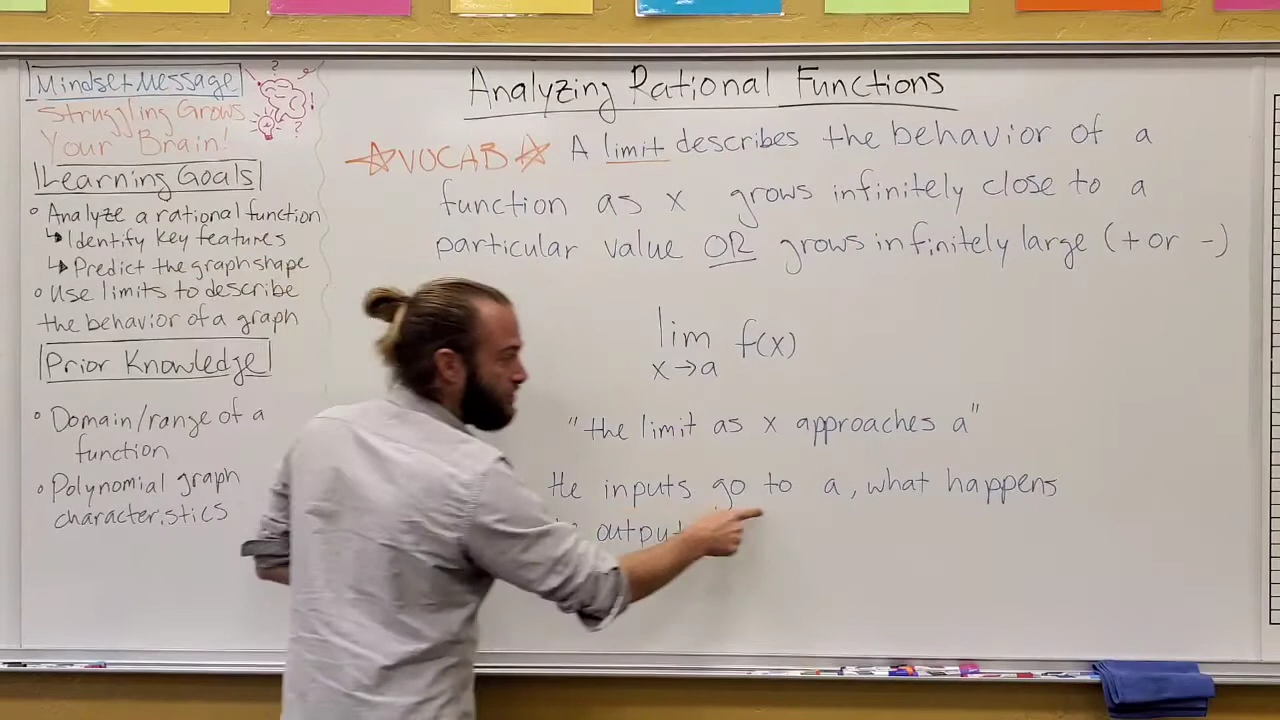 Mindset Message
Struggling Grows
Your Brain!
Learning Goals
° Analyze a rational function
↳ Identify key features
↳ Predict the graph shape
° Use limits to describe
the behavior of a graph
Prior Knowledge
° Domain/range of a
function
° Polynomial graph
characteristics
Analyzing Rational Functions
☆VOCAB☆ A limit describes the behavior of a
function as x grows infinitely close to a
particular value OR grows infinitely large (+ or -)
lim f(x)
x→a
"the limit as x approaches a"
inputs go to a, what happens